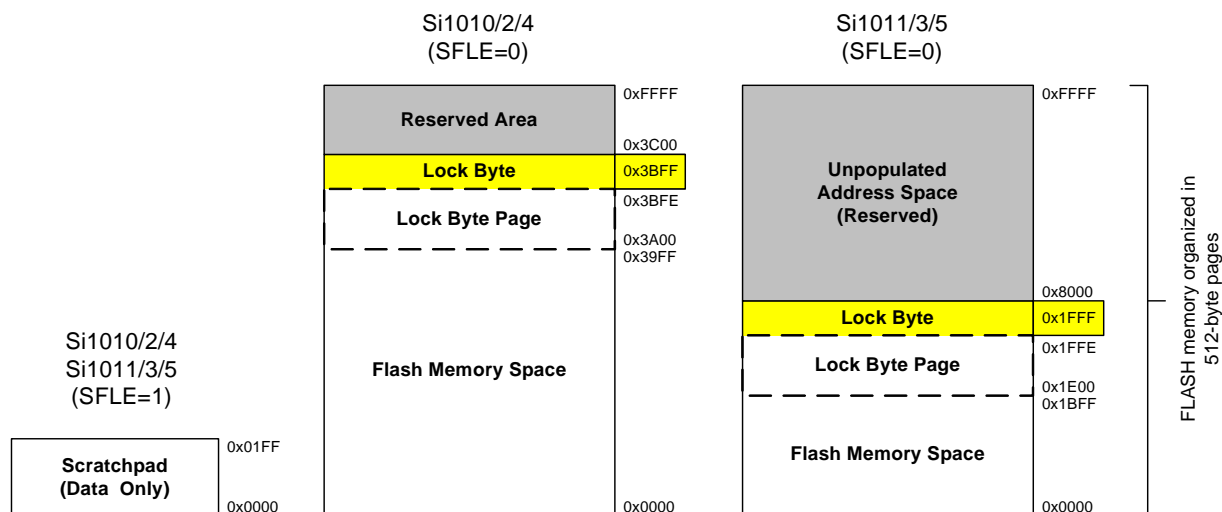 Si1010/2/4
(SFLE=0)
0xFFFF
Reserved Area
0x3C00
Lock Byte
0x3BFF
0x3BFE
Lock Byte Page
0x3A00
0x39FF
Flash Memory Space
0x0000
Si1011/3/5
(SFLE=0)
0xFFFF
Unpopulated
Address Space
(Reserved)
0x8000
Lock Byte
0x1FFF
0x1FFE
Lock Byte Page
0x1E00
0x1BFF
Flash Memory Space
0x0000
FLASH memory organized in
512-byte pages
Si1010/2/4
Si1011/3/5
(SFLE=1)
0x01FF
Scratchpad
(Data Only)
0x0000